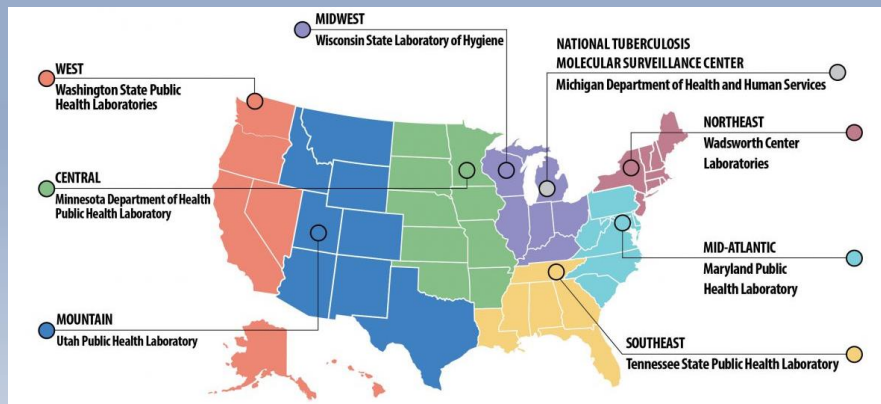 MIDWEST
Wisconsin State Laboratory of Hygiene
NATIONAL TUBERCULOSIS
MOLECULAR SURVEILLANCE CENTER
Michigan Department of Health and Human Services
WEST
Washington State Public
Health Laboratories
NORTHEAST
Wadsworth Center
Laboratories
CENTRAL
Minnesota Department of Health
Public Health Laboratory
MID-ATLANTIC
Maryland Public
Health Laboratory
MOUNTAIN
Utah Public Health Laboratory
SOUTHEAST
Tennessee State Public Health Laboratory